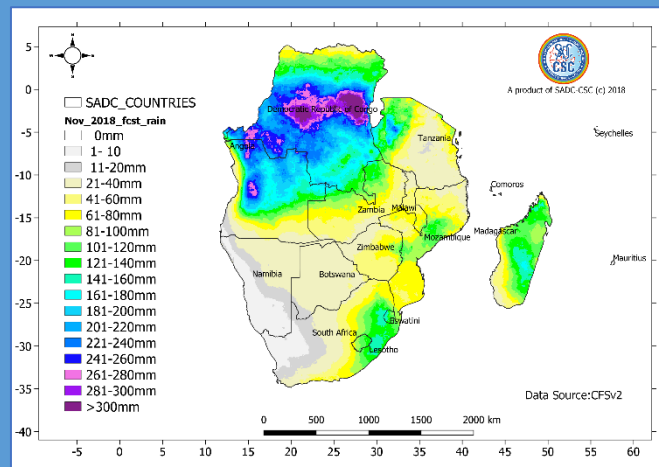 SADC
CSC
A product of SADC-CSC (c) 2018
SADC_COUNTRIES
Nov_2018_fcst_rain
0mm
1- 10
11-20mm
21-40mm
41-60mm
61-80mm
81-100mm
101-120mm
121-140mm
141-160mm
161-180mm
181-200mm
201-220mm
221-240mm
241-260mm
261-280mm
281-300mm
>300mm
Democratic Republic of Congo
Angola
Tanzania
Seychelles
Comoros
Zambia
Malawi
Mozambique
Madagascar
Mauritius
Zimbabwe
Namibia
Botswana
South Africa
Eswatini
Lesotho
Data Source:CFSv2
0 500 1000 1500 2000 km
5
0
-5
-10
-15
-20
-25
-30
-35
-40
-5 0 5 10 15 20 25 30 35 40 45 50 55 60